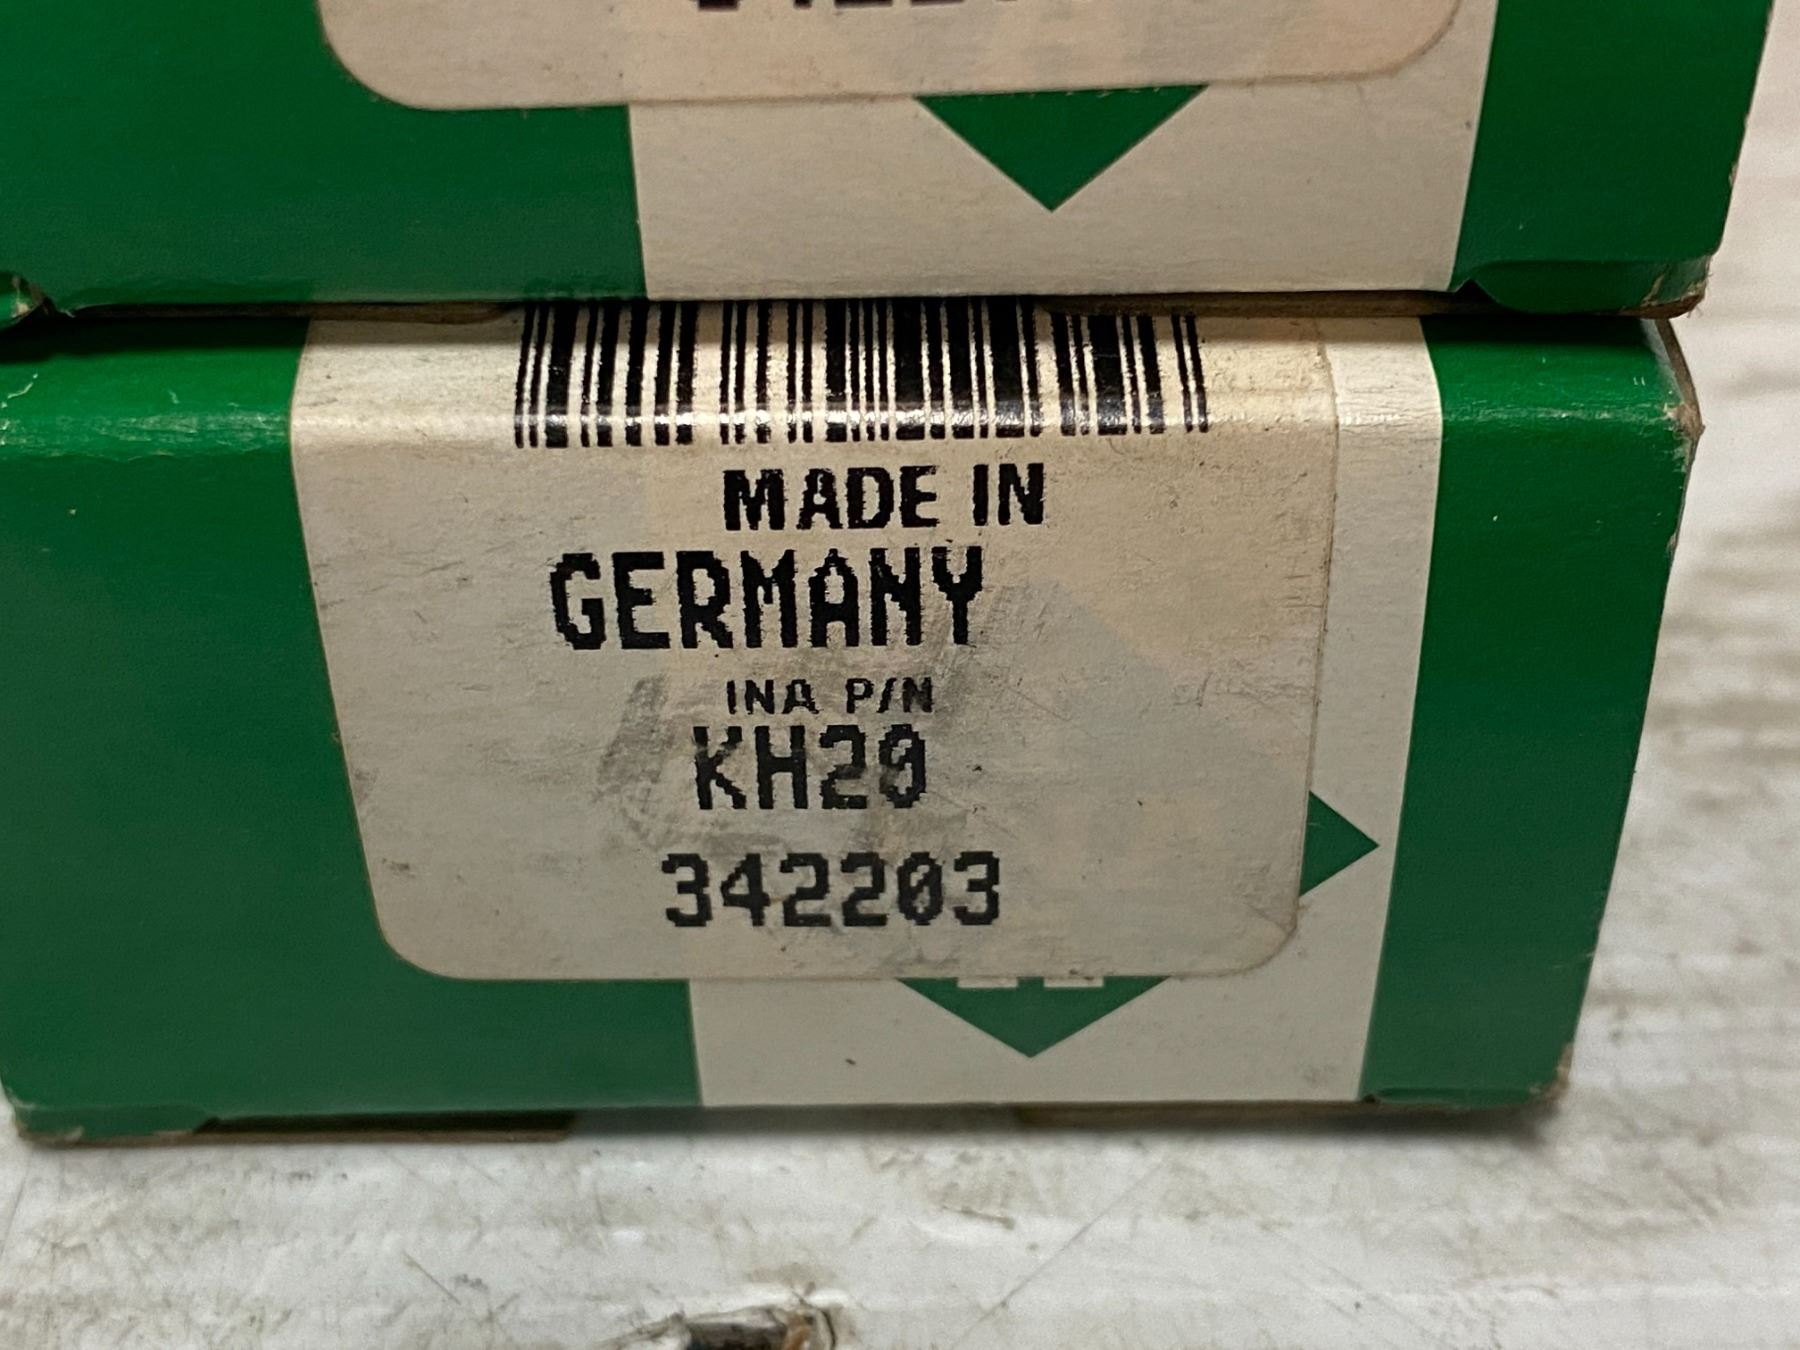 MADE IN
GERMANY
INA P/N
KH20
342203